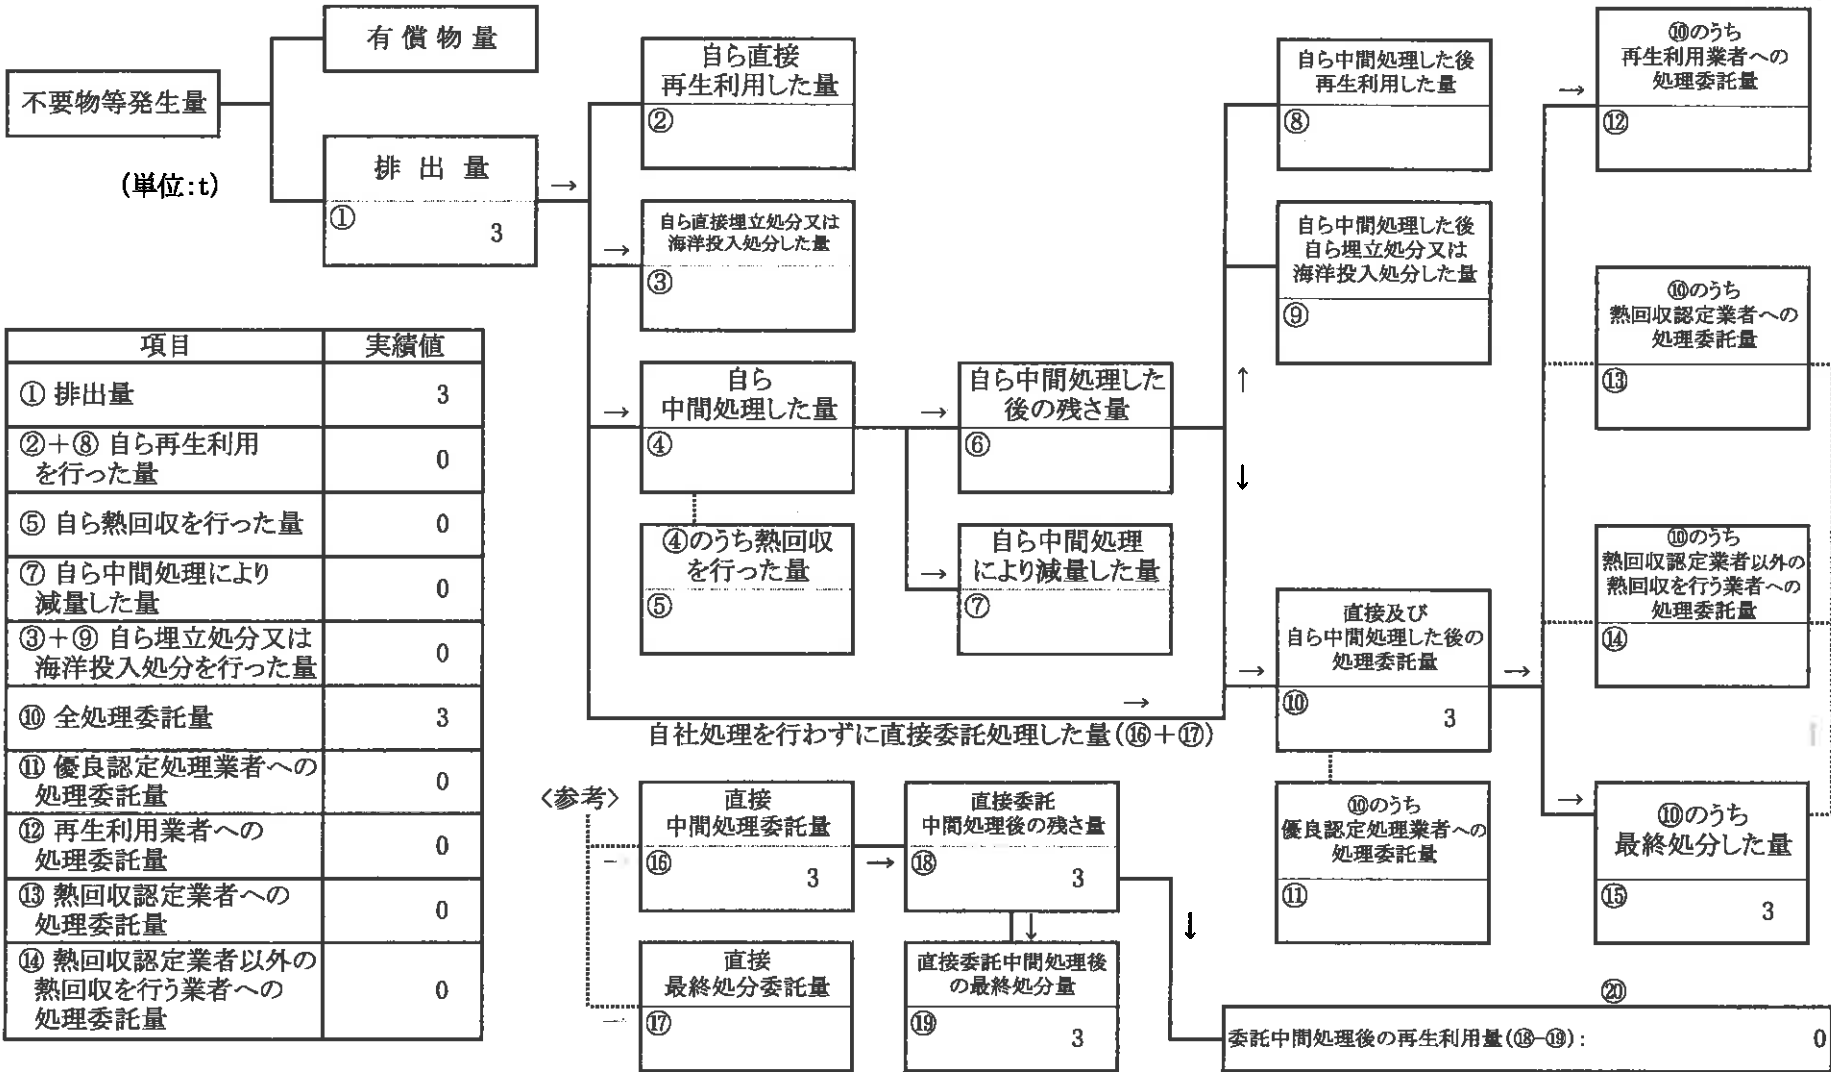 有償物量
不要物等発生量
(単位:t)
排出量
①
3
→
自ら直接
再生利用した量
②
→
自ら直接埋立処分又は
海洋投入処分した量
③
→
自ら
中間処理した量
④
④のうち熱回収
を行った量
⑤
→
自ら中間処理した
後の残さ量
⑥
→
自ら中間処理
により減量した量
⑦
自ら中間処理した後
再生利用した量
⑧
自ら中間処理した後
自ら埋立処分又は
海洋投入処分した量
⑨
↑
↓
→
自社処理を行わずに直接委託処理した量(⑯+⑰)
→
直接及び
自ら中間処理した後の
処理委託量
⑩
3
⑩のうち
優良認定処理業者への
処理委託量
⑪
→
→
⑩のうち
再生利用業者への
処理委託量
⑫
⑩のうち
熱回収認定業者への
処理委託量
⑬
⑩のうち
熱回収認定業者以外の
熱回収を行う業者への
処理委託量
⑭
→
⑩のうち
最終処分した量
⑮
3
項目 実績値
① 排出量 3
②+⑧ 自ら再生利用
を行った量 0
⑤ 自ら熱回収を行った量 0
⑦ 自ら中間処理により
減量した量 0
③+⑨ 自ら埋立処分又は
海洋投入処分を行った量 0
⑩ 全処理委託量 3
⑪ 優良認定処理業者への
処理委託量 0
⑫ 再生利用業者への
処理委託量 0
⑬ 熱回収認定業者への
処理委託量 0
⑭ 熱回収認定業者以外の
熱回収を行う業者への
処理委託量 0
〈参考〉
直接
中間処理委託量
⑯
3
→
直接委託
中間処理後の残さ量
⑱
3
↓
直接
最終処分委託量
⑰
直接委託中間処理後
の最終処分量
⑲
3
↓
⑳
委託中間処理後の再生利用量(⑱-⑲): 0